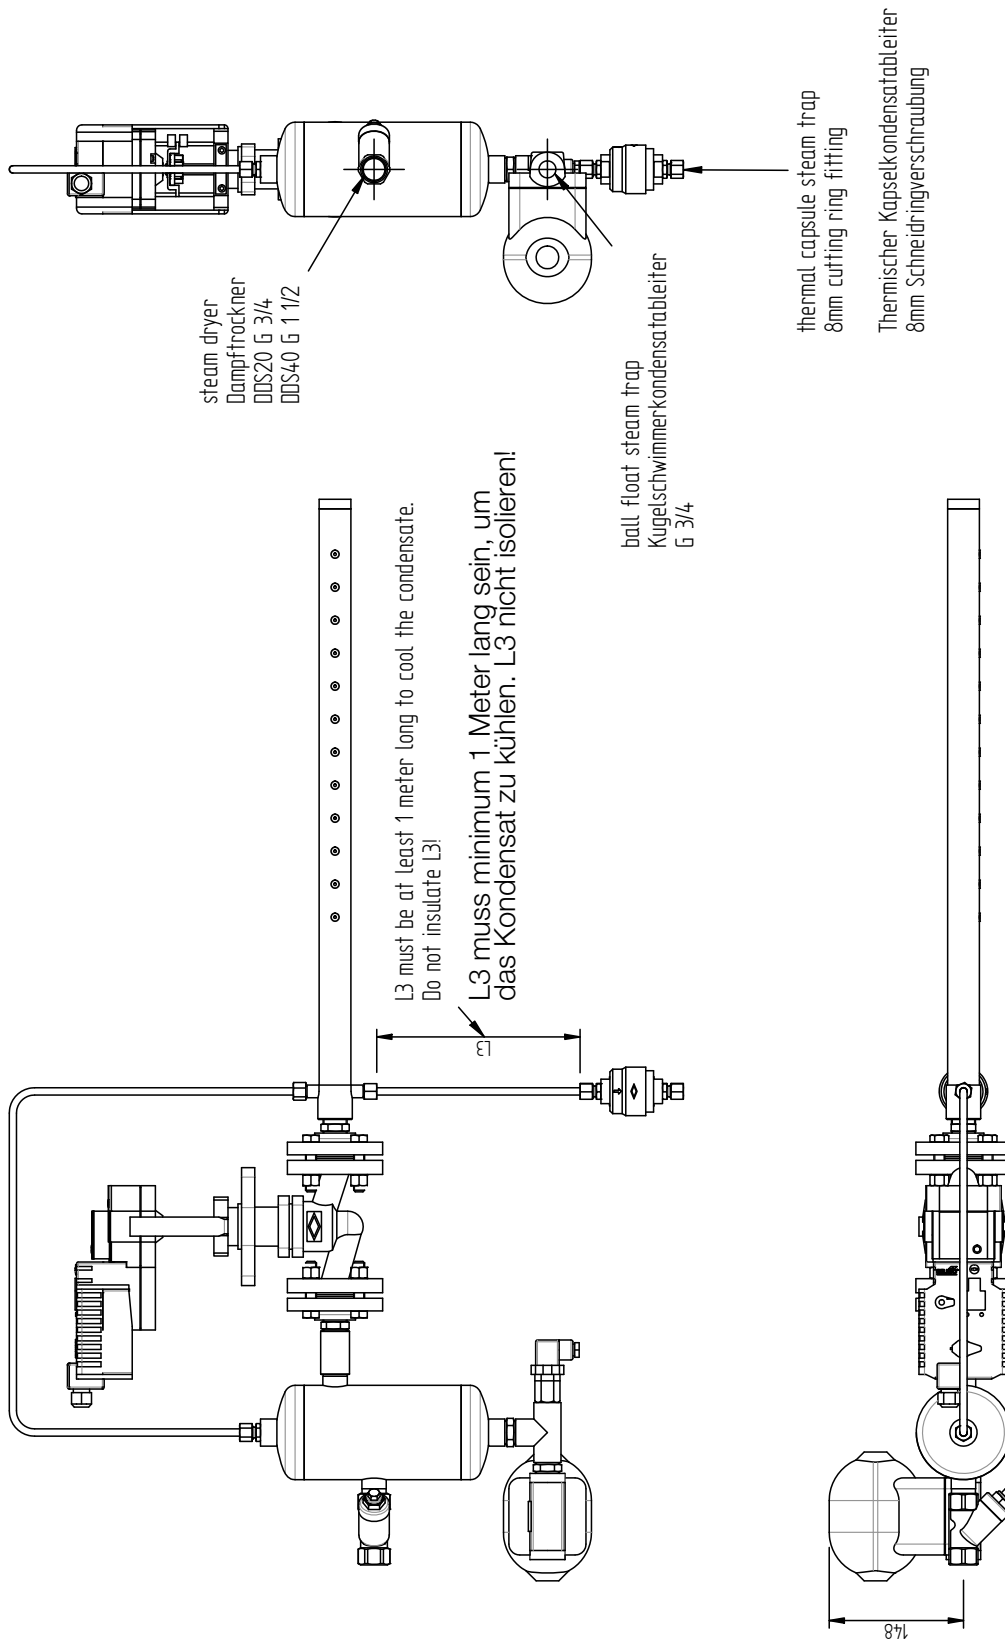 steam dryer
Dampftrockner
DDS20 G 3/4
DDS40 G 1 1/2
thermal capsule steam trap
8mm cutting ring fitting
Thermischer Kapselkondensatableiter
8mm Schneidringverschraubung
ball float steam trap
Kugelschwimmerkondensatableiter
G 3/4
L3 must be at least 1 meter long to cool the condensate.
Do not insulate L3!
L3 muss minimum 1 Meter lang sein, um
das Kondensat zu kühlen. L3 nicht isolieren!
L3
148